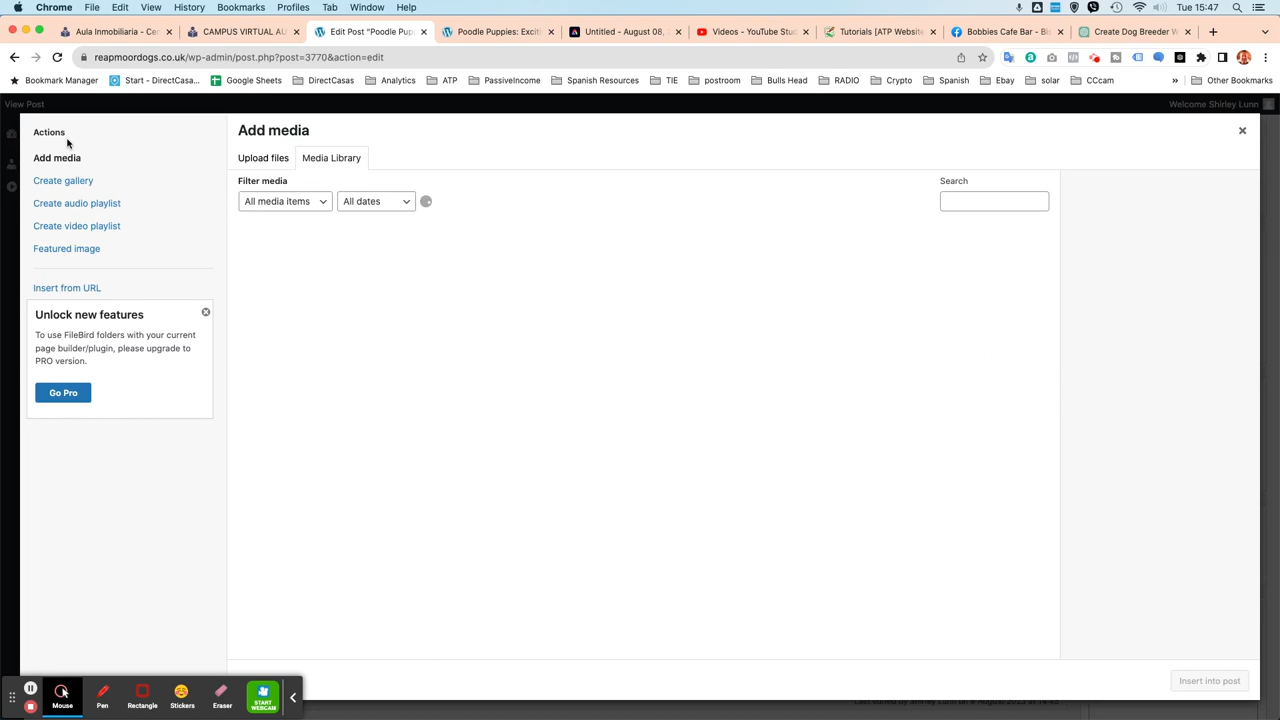 Chrome File Edit View History Bookmarks Profiles Tab Window Help Tue 15:47
Aula Inmobiliaria - Ce CAMPUS VIRTUAL AU Edit Post "Poodle Pup Poodle Puppies: Exciti Untitled - August 08, YouTube Videos - YouTube Stud Tutorials [ATP Website Bobbies Cafe Bar - Bi Create Dog Breeder W
reapmoordogs.co.uk/wp-admin/post.php?post=3770&action=edit
Bookmark Manager Start - DirectCasa... Google Sheets DirectCasas Analytics ATP PassiveIncome Spanish Resources TIE postroom Bulls Head RADIO Crypto Spanish Ebay solar CCcam » Other Bookmarks
View Post Welcome Shirley Lunn
Actions
Add media
Create gallery
Create audio playlist
Create video playlist
Featured image
Insert from URL
Unlock new features
To use FileBird folders with your current
page builder/plugin, please upgrade to
PRO version.
Go Pro
Add media
Upload files Media Library
Filter media Search
All media items All dates
Insert into post
Mouse Pen Rectangle Stickers Eraser START
WEBCAM